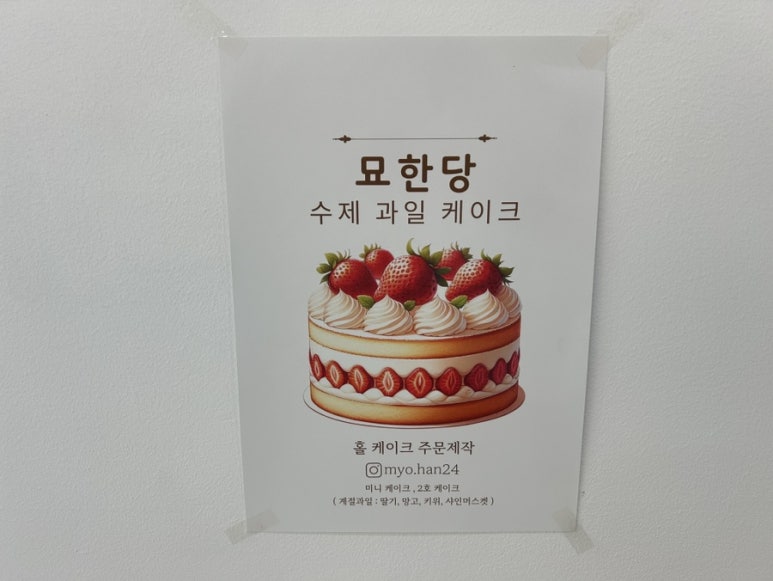 묘한당
수제 과일 케이크
홀 케이크 주문제작
myo.han24
미니 케이크 , 2호 케이크
( 계절과일 : 딸기, 망고, 키위, 샤인머스켓 )